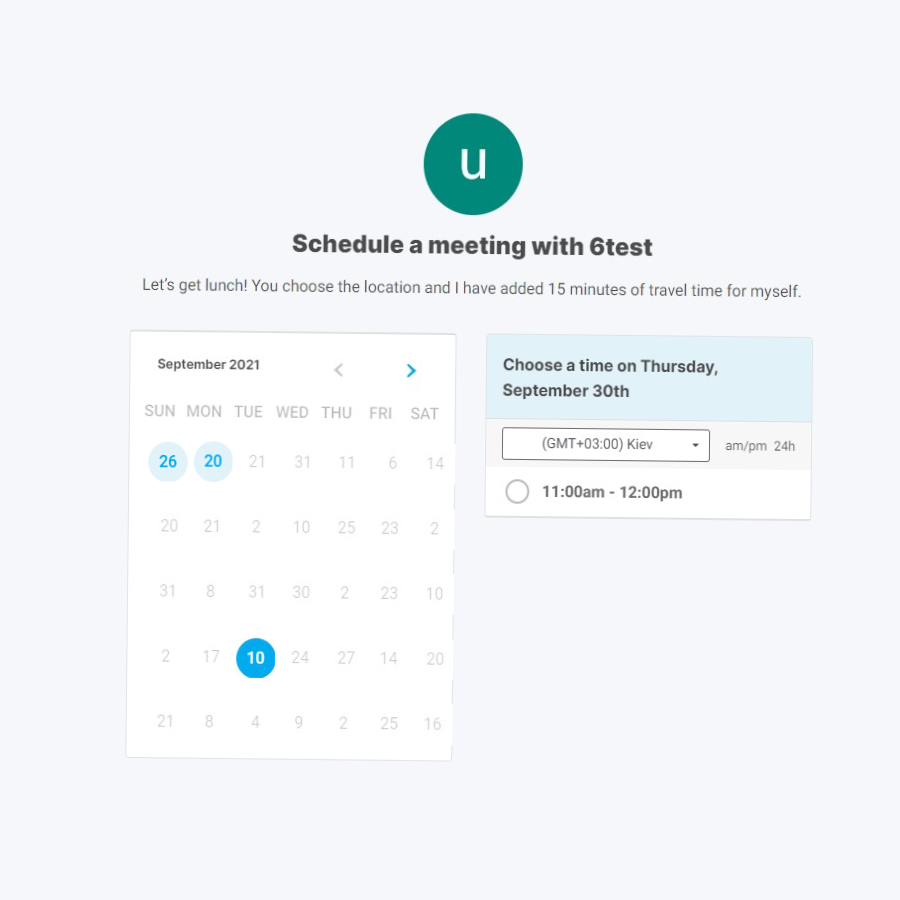 u
Schedule a meeting with 6test
Let's get lunch! You choose the location and I have added 15 minutes of travel time for myself.
September 2021
SUN MON TUE WED THU FRI SAT
26 20 21 31 11 6 14
20 21 2 10 25 23 2
31 8 31 30 2 23 10
2 17 10 24 27 14 20
21 8 4 9 2 25 16
Choose a time on Thursday,
September 30th
(GMT+03:00) Kiev am/pm 24h
11:00am - 12:00pm